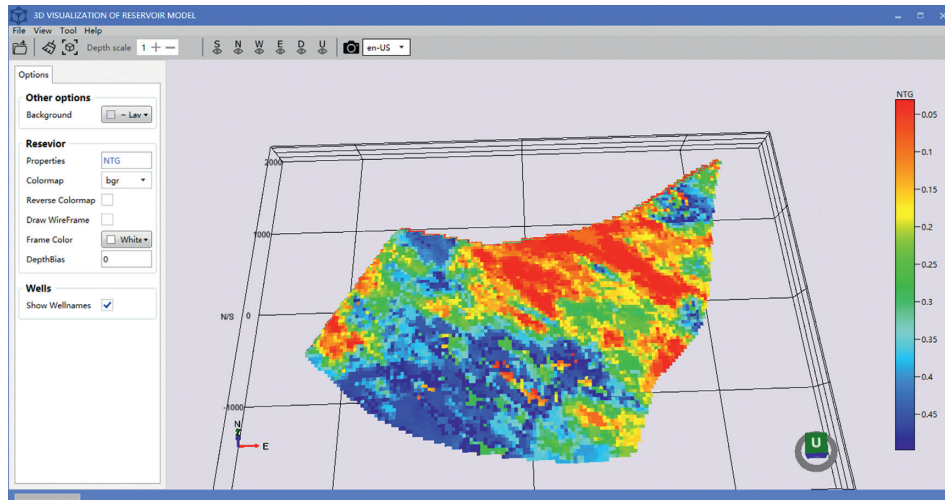 3D VISUALIZATION OF RESERVOIR MODEL
File View Tool Help
Depth scale 1 + − S N W E D U en-US
Options
Other options
Background ~ Lav
Resevior
Properties NTG
Colormap bgr
Reverse Colormap
Draw WireFrame
Frame Color White
DepthBias 0
Wells
Show Wellnames
2000
1000
N/S 0
-1000
N
E
U
NTG
0.05
0.1
0.15
0.2
0.25
0.3
0.35
0.4
0.45